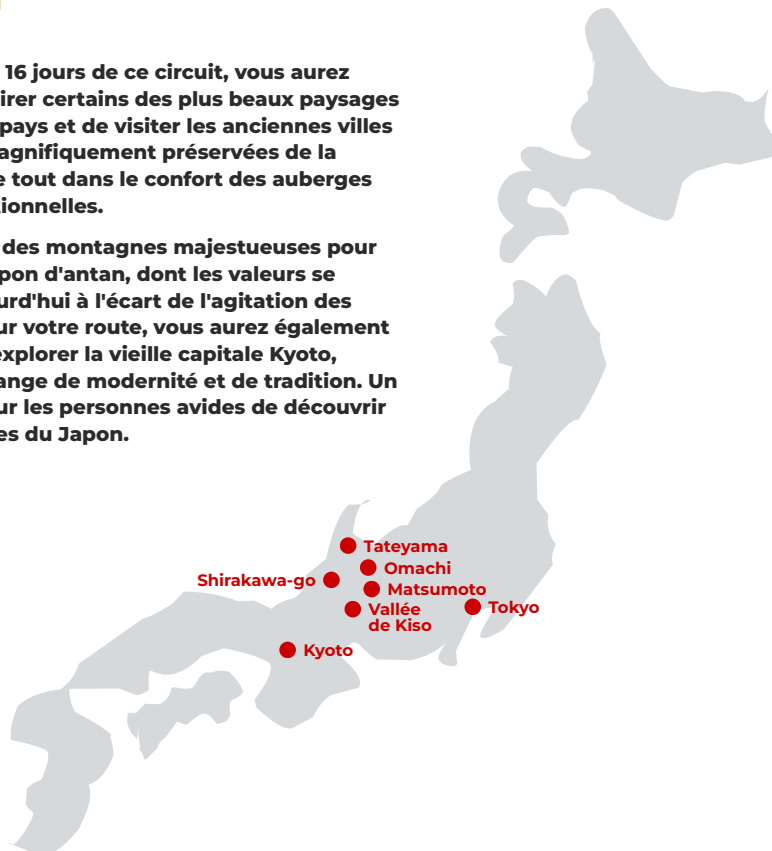 16 jours de ce circuit, vous aurez
irer certains des plus beaux paysages
pays et de visiter les anciennes villes
agnifiquement préservées de la
e tout dans le confort des auberges
tionnelles.
des montagnes majestueuses pour
pon d'antan, dont les valeurs se
urd'hui à l'écart de l'agitation des
ur votre route, vous aurez également
explorer la vieille capitale Kyoto,
ange de modernité et de tradition. Un
ur les personnes avides de découvrir
es du Japon.
Tateyama
Omachi
Shirakawa-go
Matsumoto
Vallée
de Kiso
Tokyo
Kyoto